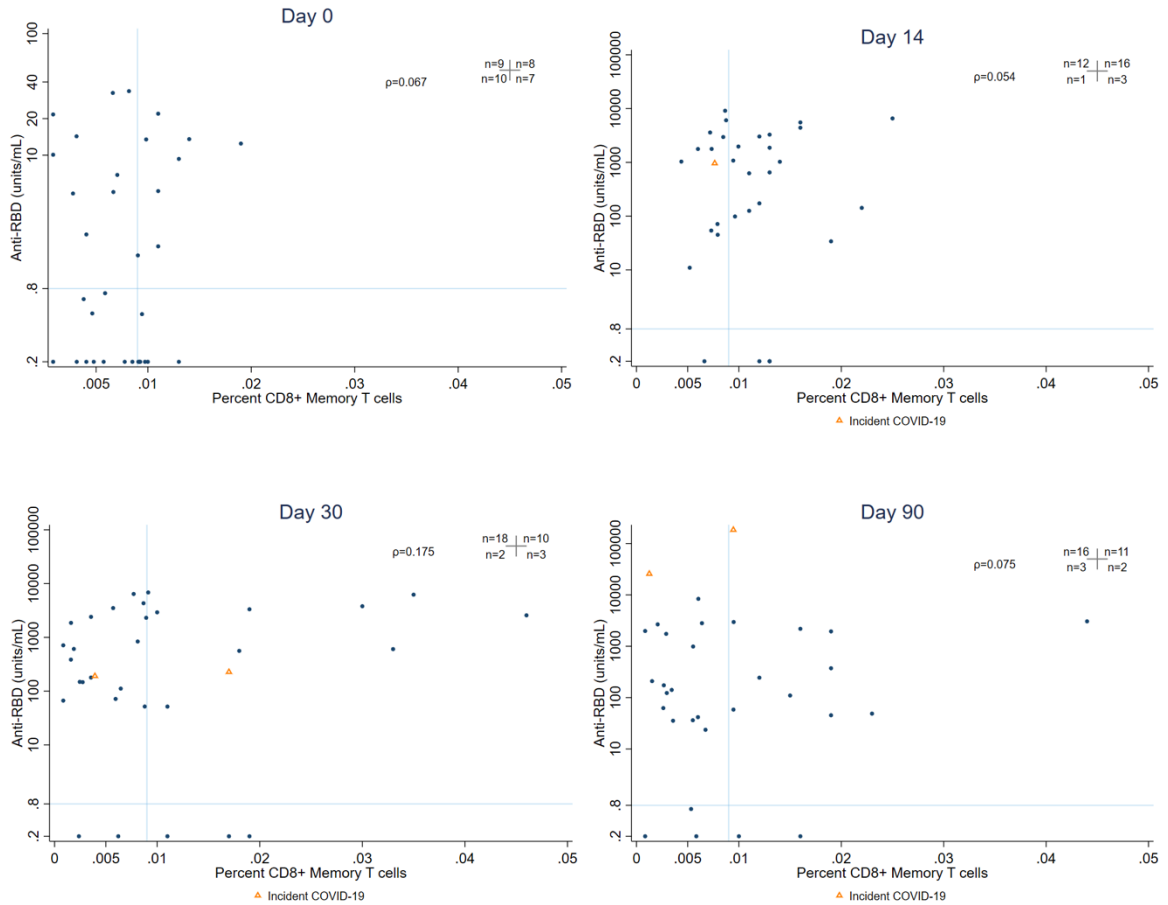 Day 0
100
40
20
10
.8
.2
Anti-RBD (units/mL)
ρ=0.067
n=9 n=8
n=10 n=7
.005 .01 .02 .03 .04 .05
Percent CD8+ Memory T cells
Day 14
100000
10000
1000
100
10
.8
.2
Anti-RBD (units/mL)
ρ=0.054
n=12 n=16
n=1 n=3
0 .005 .01 .02 .03 .04 .05
Percent CD8+ Memory T cells
Incident COVID-19
Day 30
100000
10000
1000
100
10
.8
.2
Anti-RBD (units/mL)
ρ=0.175
n=18 n=10
n=2 n=3
0 .005 .01 .02 .03 .04 .05
Percent CD8+ Memory T cells
Incident COVID-19
Day 90
100000
10000
1000
100
10
.8
.2
Anti-RBD (units/mL)
ρ=0.075
n=16 n=11
n=3 n=2
0 .005 .01 .02 .03 .04 .05
Percent CD8+ Memory T cells
Incident COVID-19